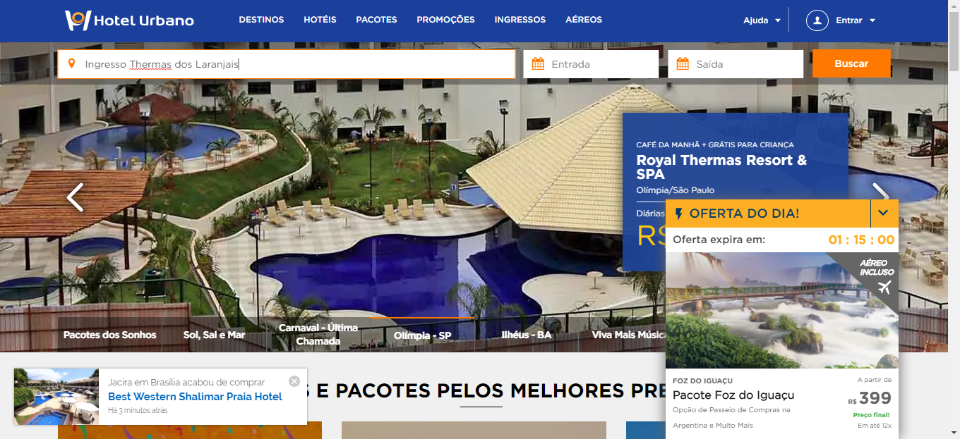 Hotel Urbano
DESTINOS HOTÉIS PACOTES PROMOÇÕES INGRESSOS AÉREOS
Ajuda Entrar
Ingresso Thermas dos Laranjais
Entrada
Saída
Buscar
CAFÉ DA MANHÃ + GRÁTIS PARA CRIANÇA
Royal Thermas Resort &
SPA
Olímpia/São Paulo
Diárias
R$
OFERTA DO DIA!
Oferta expira em: 01 : 15 : 00
AÉREO
INCLUSO
Pacotes dos Sonhos
Sol, Sal e Mar
Carnaval - Última
Chamada
Olímpia - SP
Ilhéus - BA
Viva Mais Músic
FOZ DO IGUAÇU
Pacote Foz do Iguaçu
Opção de Passeio de Compras na
Argentina e Muito Mais
A partir de
R$ 399
Preço final!
Em até 12x
Jacira em Brasília acabou de comprar
Best Western Shalimar Praia Hotel
Há 3 minutos atrás
S E PACOTES PELOS MELHORES PRE